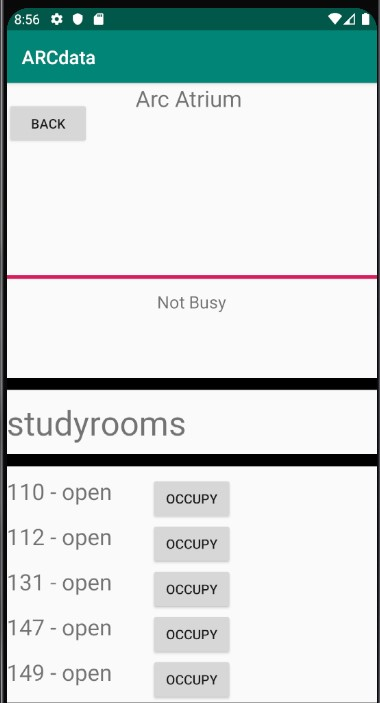 8:56
ARCdata
Arc Atrium
BACK
Not Busy
studyrooms
110 - open OCCUPY
112 - open OCCUPY
131 - open OCCUPY
147 - open OCCUPY
149 - open OCCUPY